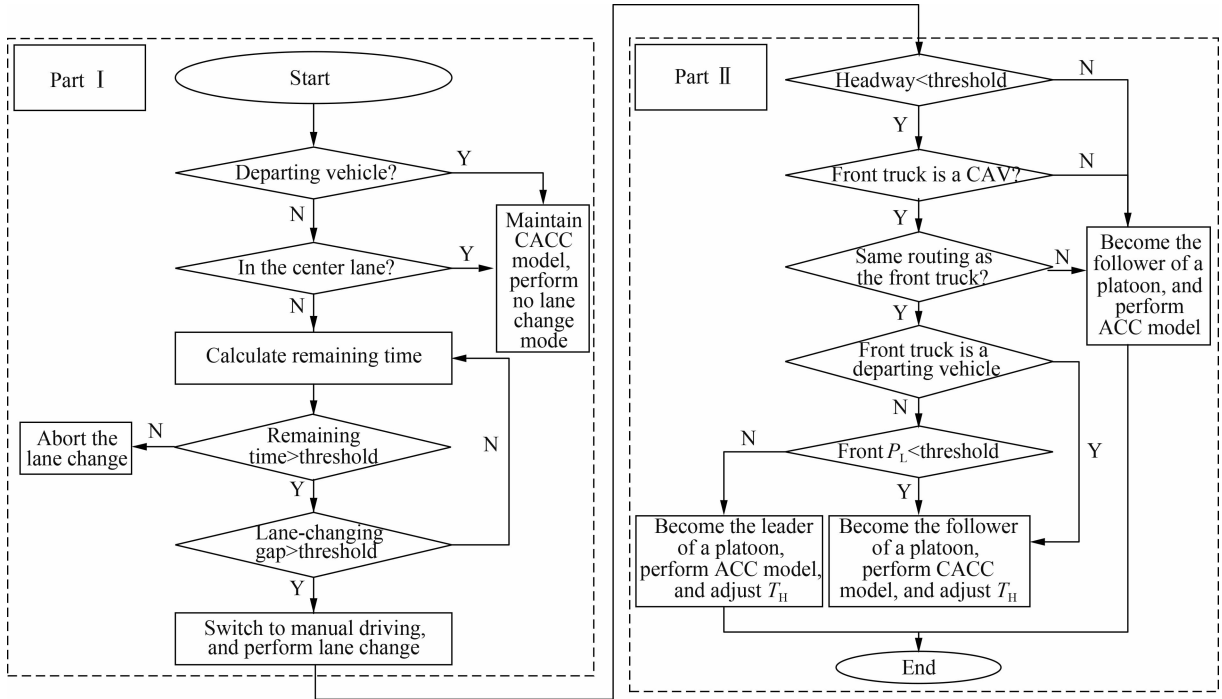 Part Ⅰ
Start
Departing vehicle?
Y
N
Maintain
CACC
model,
perform
no lane
change
mode
In the center lane?
Y
N
Calculate remaining time
Remaining
time>threshold
N
Abort the
lane change
Y
N
Lane-changing
gap>threshold
Y
Switch to manual driving,
and perform lane change
Part Ⅱ
Headway<threshold
N
Y
Front truck is a CAV?
N
Y
Same routing as
the front truck?
N
Become the
follower of a
platoon, and
perform
ACC model
Y
Front truck is a
departing vehicle
N
Y
Front P_L<threshold
N
Y
Become the leader
of a platoon,
perform ACC model,
and adjust T_H
Become the follower
of a platoon,
perform CACC
model, and adjust T_H
End